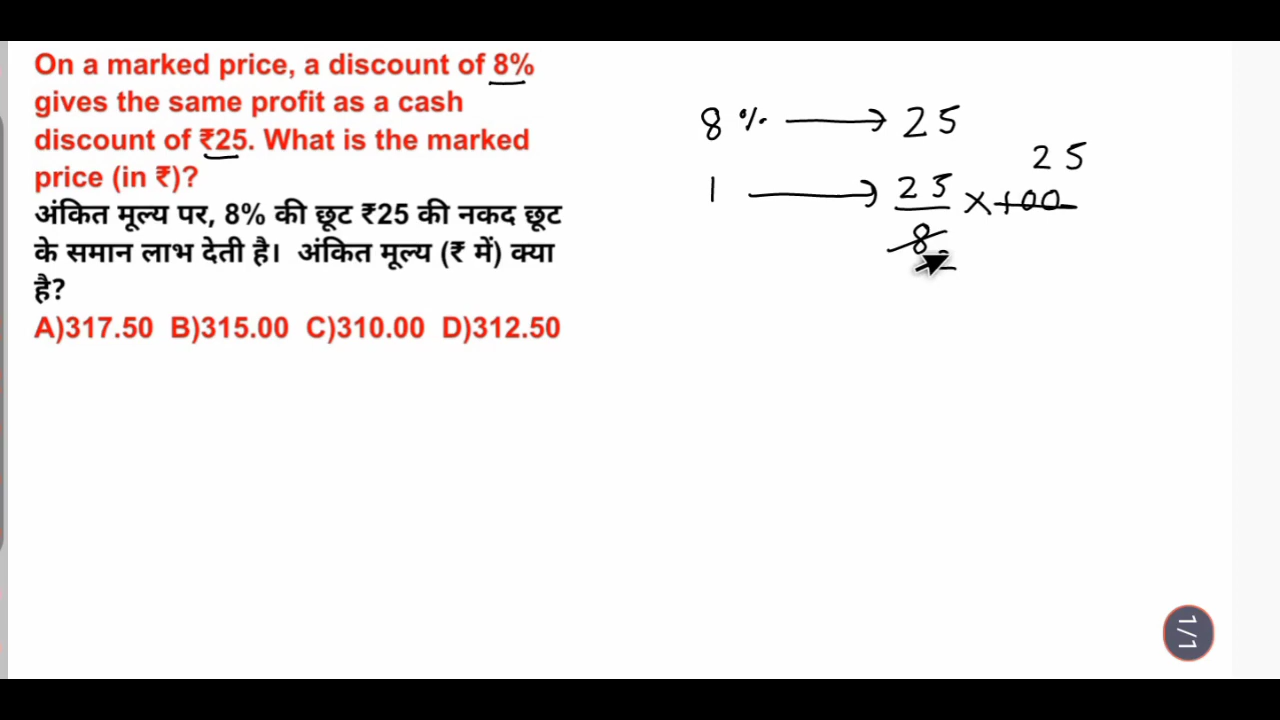 On a marked price, a discount of 8%
gives the same profit as a cash
discount of ₹25. What is the marked
price (in ₹)?
अंकित मूल्य पर, 8% की छूट ₹25 की नकद छूट
के समान लाभ देती है। अंकित मूल्य (₹ में) क्या
है?
A)317.50 B)315.00 C)310.00 D)312.50
8 % → 25
25
1 → 25 × 100
8
1/1